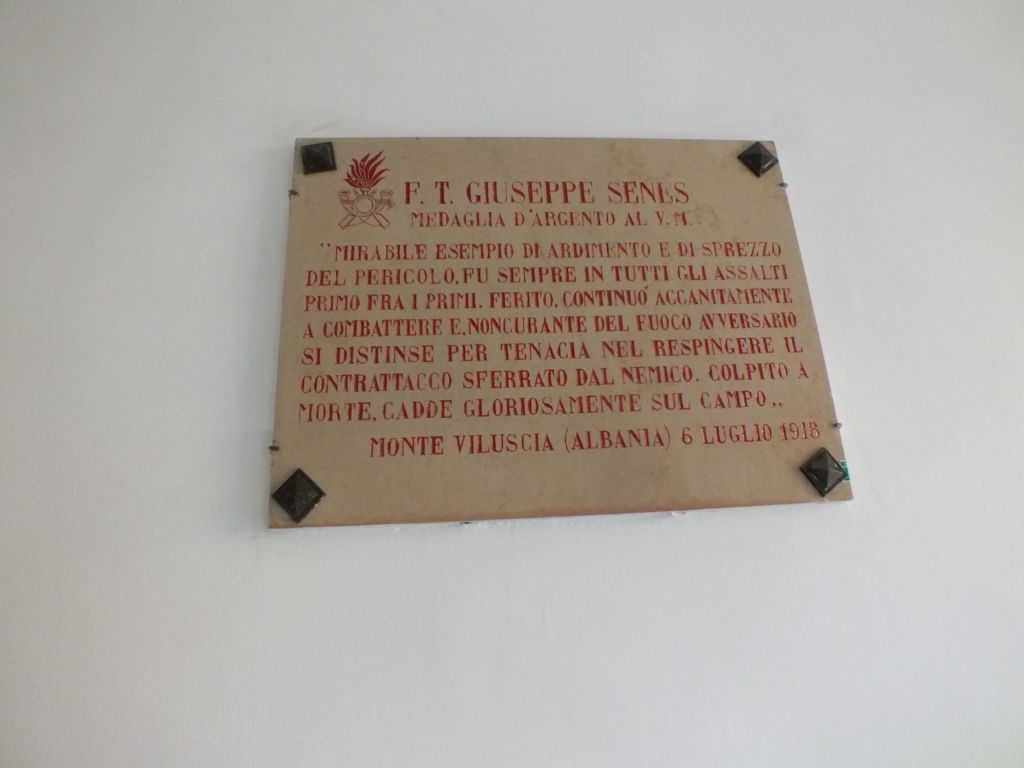 F. T. GIUSEPPE SENES
MEDAGLIA D'ARGENTO AL V. M.
"MIRABILE ESEMPIO DI ARDIMENTO E DI SPREZZO
DEL PERICOLO, FU SEMPRE IN TUTTI GLI ASSALTI
PRIMO FRA I PRIMI. FERITO, CONTINUÓ ACCANITAMENTE
A COMBATTERE E, NONCURANTE DEL FUOCO AVVERSARIO
SI DISTINSE PER TENACIA NEL RESPINGERE IL
CONTRATTACCO SFERRATO DAL NEMICO. COLPITO A
MORTE, CADDE GLORIOSAMENTE SUL CAMPO,,
MONTE VILUSCIA (ALBANIA) 6 LUGLIO 1918